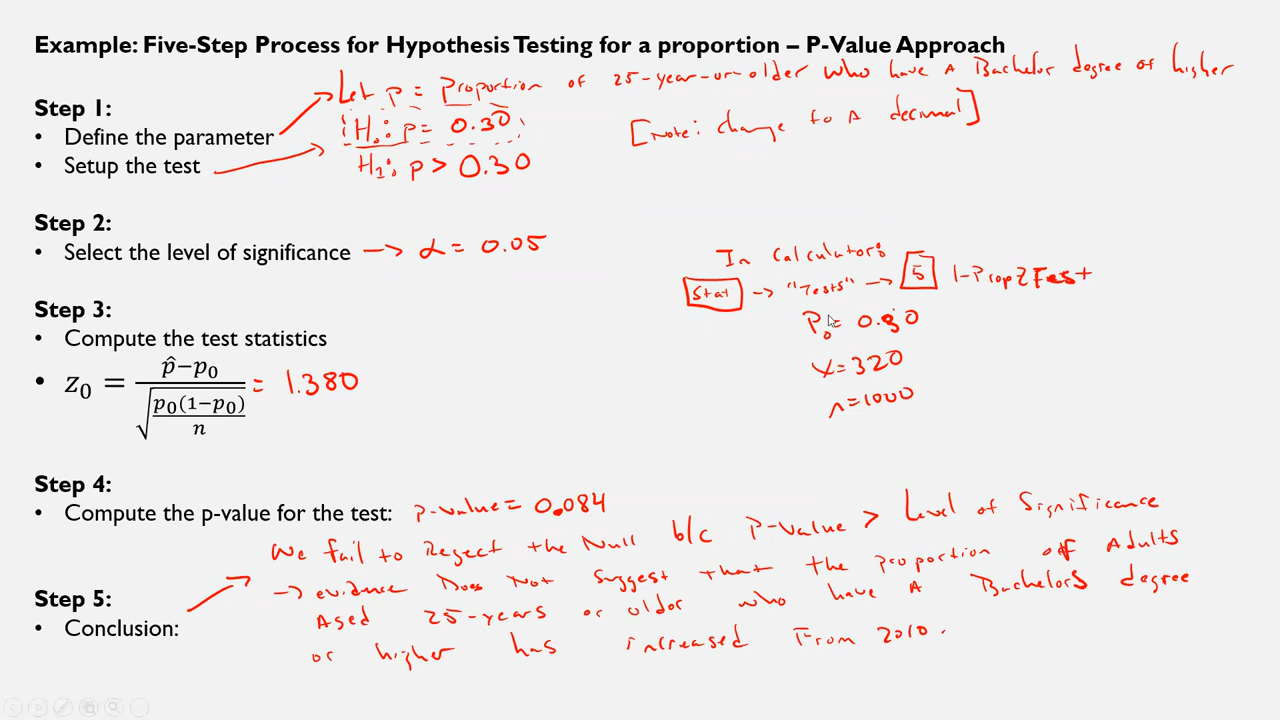 Example: Five-Step Process for Hypothesis Testing for a proportion – P-Value Approach
Let p = Proportion of 25-year-or-older who have A Bachelor degree or higher
Step 1:
• Define the parameter
H₀: p = 0.30
[Note: change to A decimal]
• Setup the test
H₁: p > 0.30
Step 2:
• Select the level of significance → α = 0.05
In Calculators
Stat → "Tests" → 5 1-PropZTest
Step 3:
• Compute the test statistics
P₀ = 0.30
• z₀ = (p̂−p₀)/√(p₀(1−p₀)/n) = 1.380
x = 320
n = 1000
Step 4:
• Compute the p-value for the test: p-value = 0.084
We fail to Reject the Null b/c P-value > Level of Significance
→ evidence Does Not suggest that the proportion of Adults
Step 5:
Aged 25-years or older who have A Bachelors degree
• Conclusion:
or higher has increased From 2010.